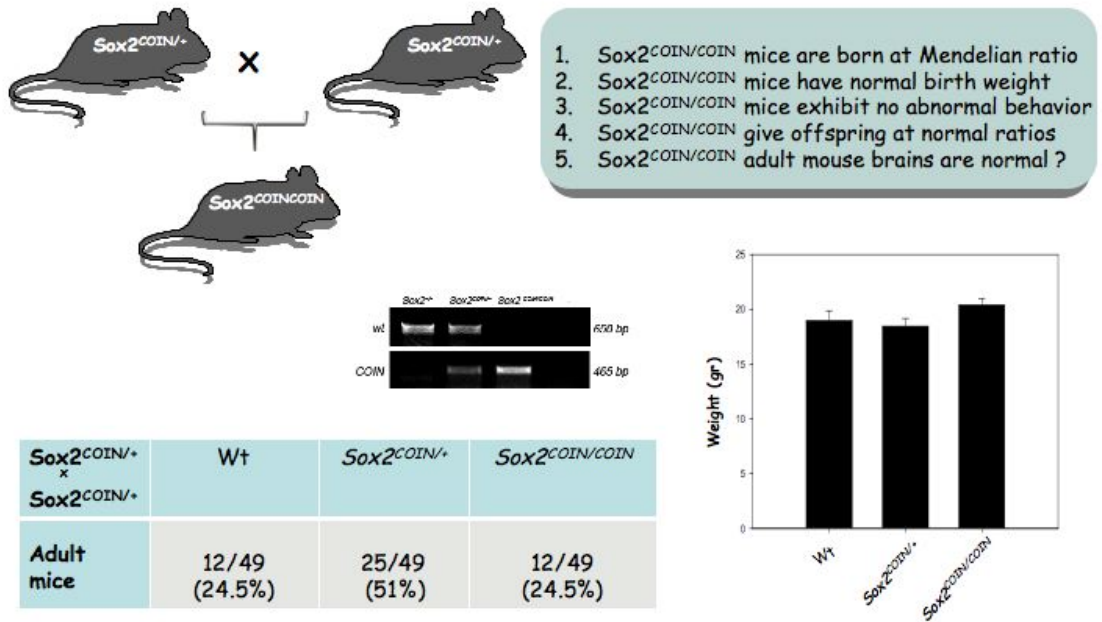 Sox2COIN/+
x
Sox2COIN/+
Sox2COINCOIN
1. Sox2COIN/COIN mice are born at Mendelian ratio
2. Sox2COIN/COIN mice have normal birth weight
3. Sox2COIN/COIN mice exhibit no abnormal behavior
4. Sox2COIN/COIN give offspring at normal ratios
5. Sox2COIN/COIN adult mouse brains are normal ?
Sox2+/+ Sox2COIN/+ Sox2COIN/COIN
wt 650 bp
COIN 465 bp
Sox2COIN/+
x
Sox2COIN/+
Wt
Sox2COIN/+
Sox2COIN/COIN
Adult
mice
12/49
(24.5%)
25/49
(51%)
12/49
(24.5%)
Weight (gr)
25
20
15
10
5
0
Wt
Sox2COIN/+
Sox2COIN/COIN